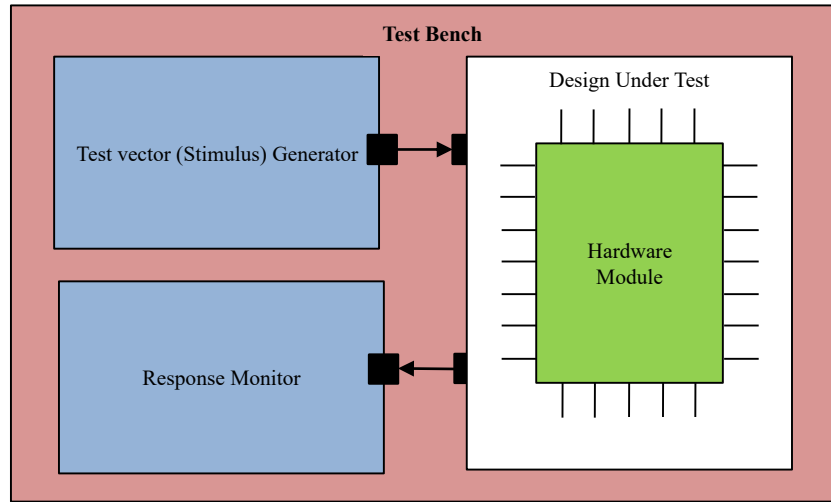 Test Bench
Test vector (Stimulus) Generator
Design Under Test
Hardware
Module
Response Monitor